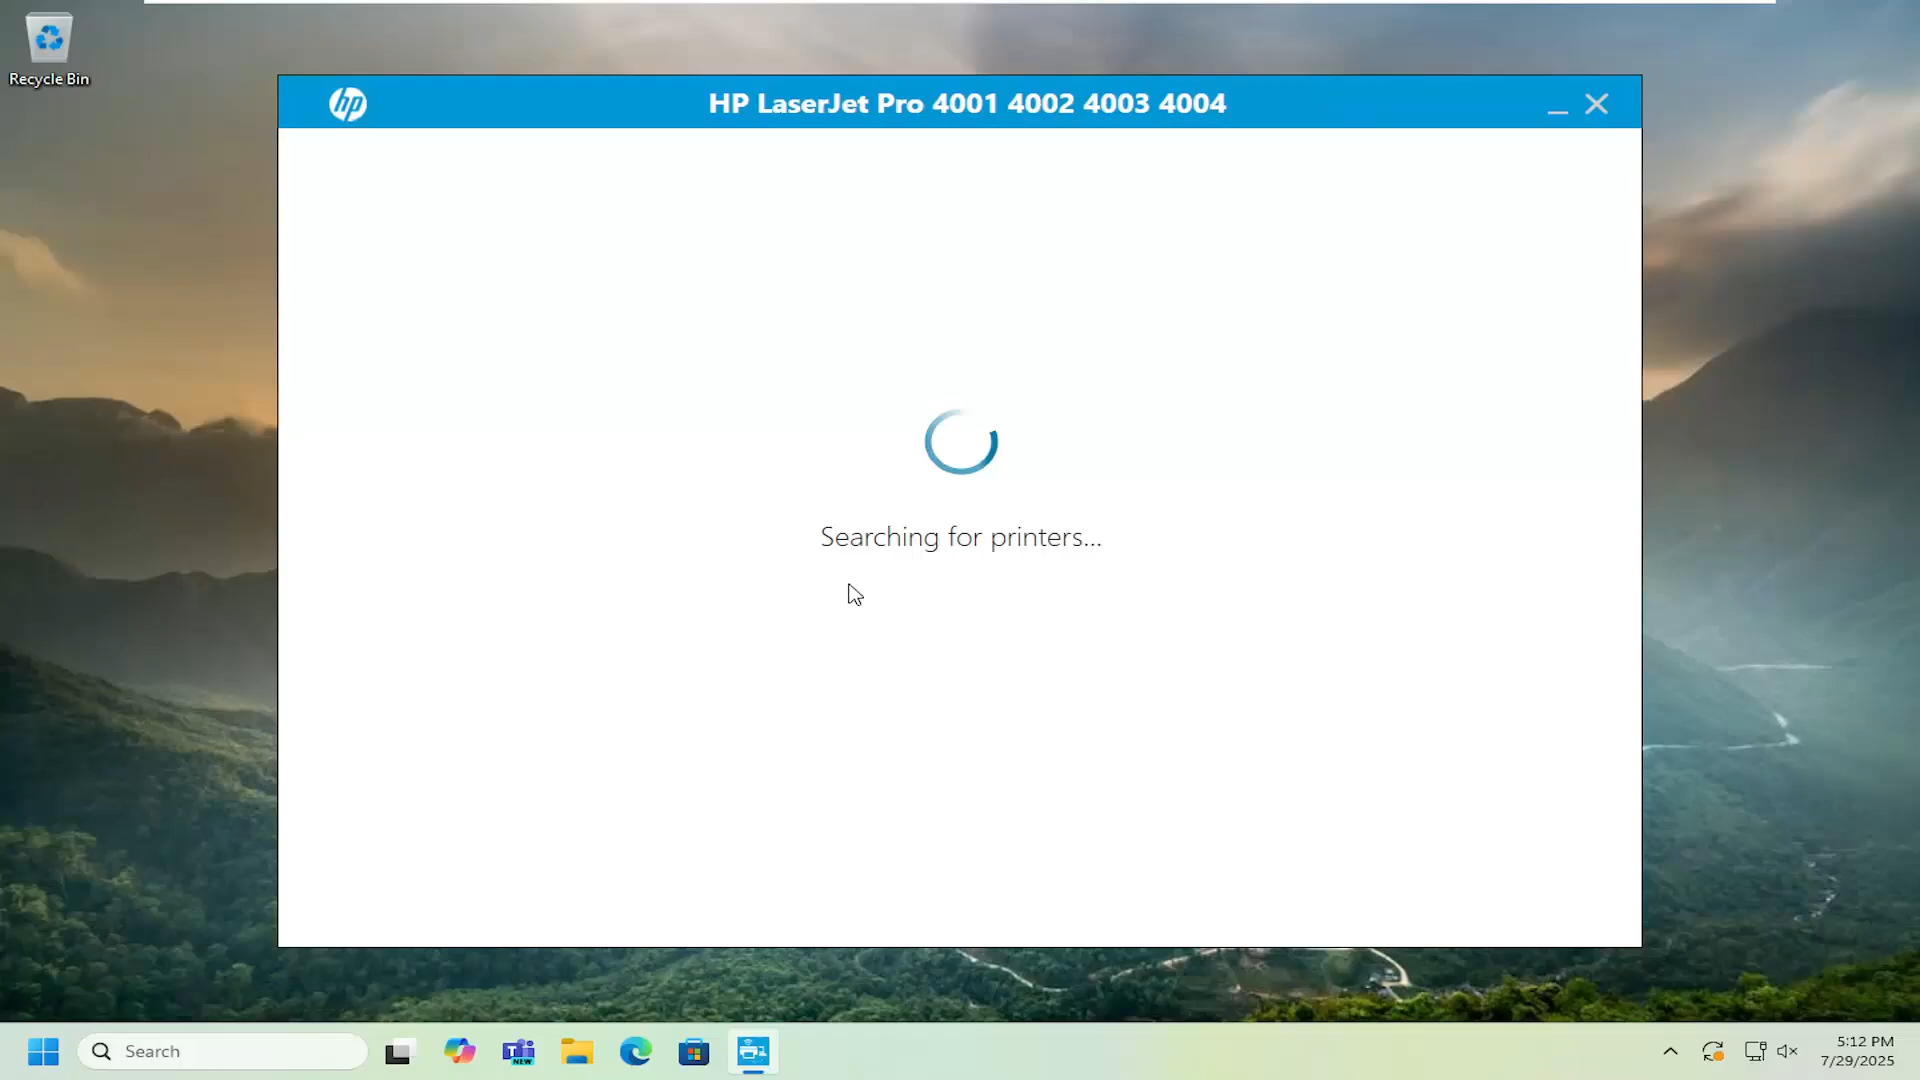 Recycle Bin
hp
HP LaserJet Pro 4001 4002 4003 4004
Searching for printers...
Search
NEW
5:12 PM
7/29/2025